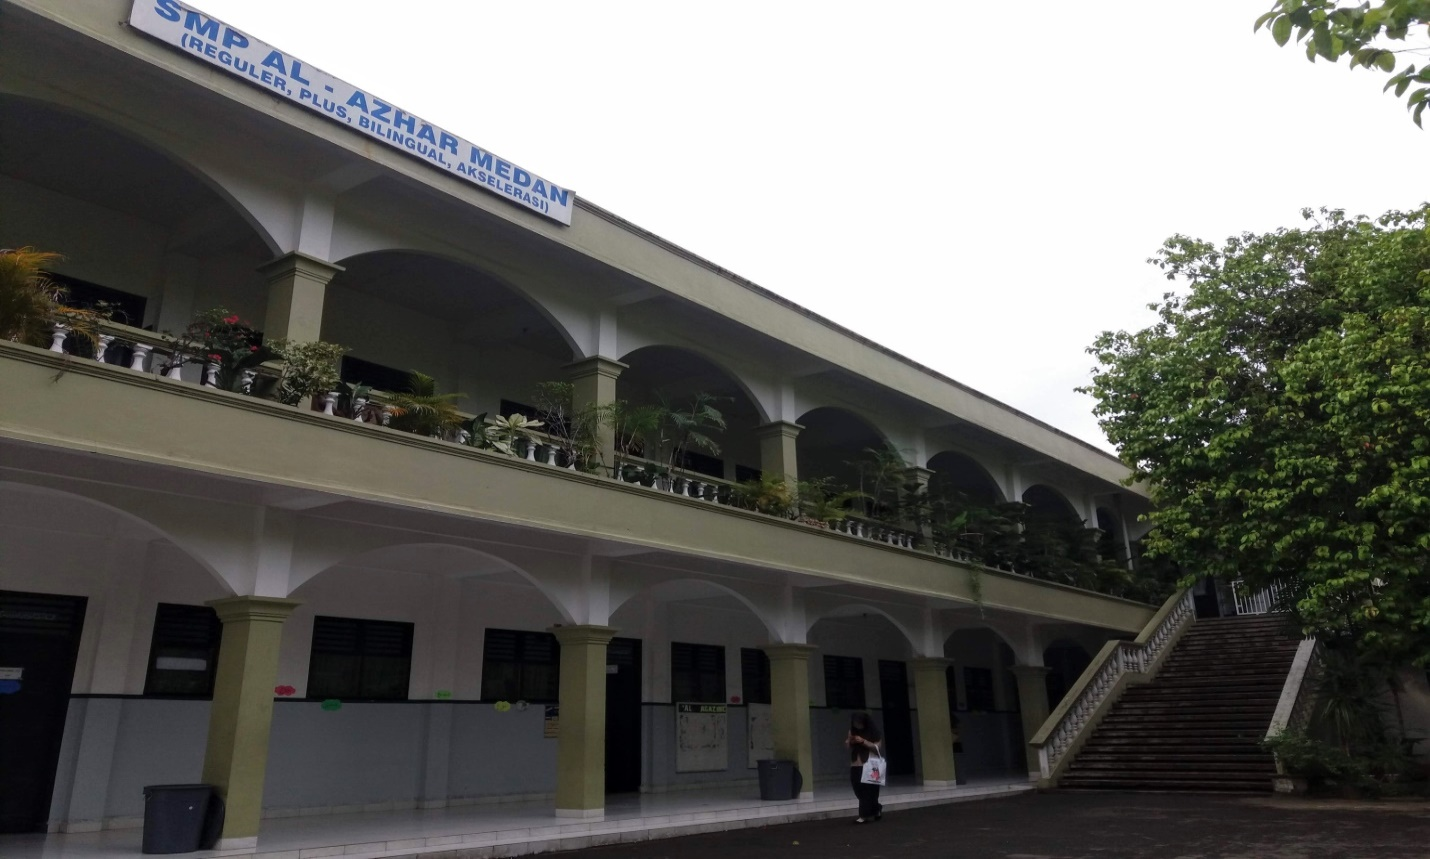 SMP AL - AZHAR MEDAN
(REGULER, PLUS, BILINGUAL, AKSELERASI)